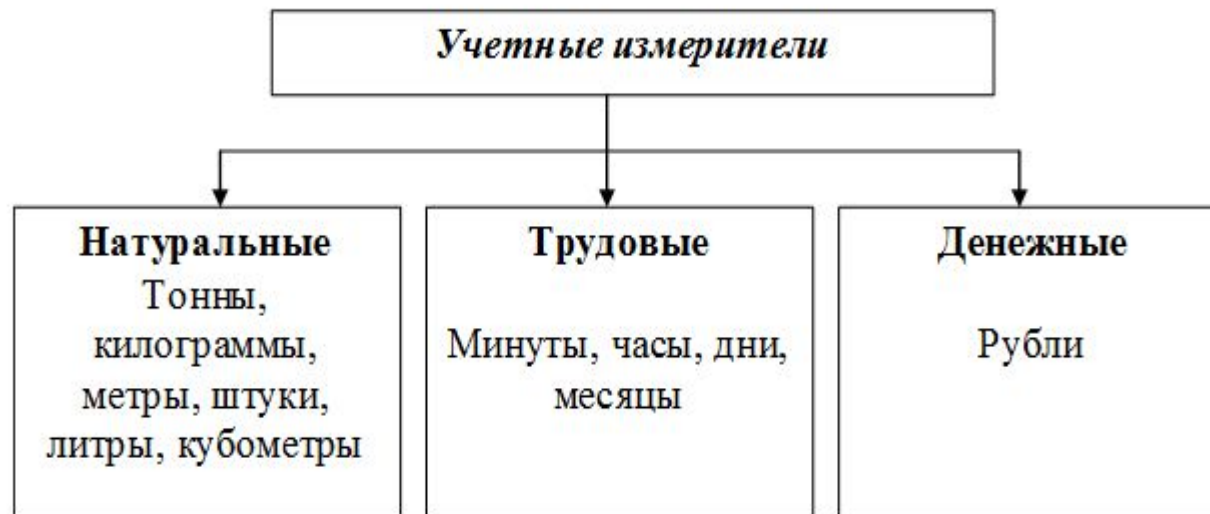 Учетные измерители
Натуральные
Тонны,
килограммы,
метры, штуки,
литры, кубометры
Трудовые
Минуты, часы, дни,
месяцы
Денежные
Рубли